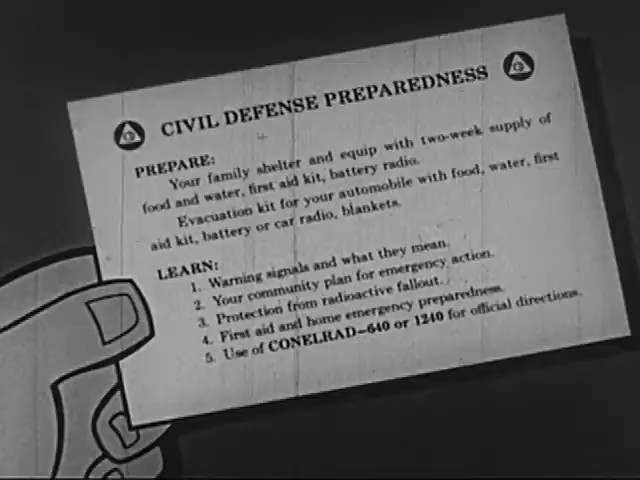 CIVIL DEFENSE PREPAREDNESS
PREPARE:
Your family shelter and equip with two-week supply of
food and water, first aid kit, battery radio.
Evacuation kit for your automobile with food, water, first
aid kit, battery or car radio, blankets.
LEARN:
1. Warning signals and what they mean.
2. Your community plan for emergency action.
3. Protection from radioactive fallout.
4. First aid and home emergency preparedness.
5. Use of CONELRAD—640 or 1240 for official directions.